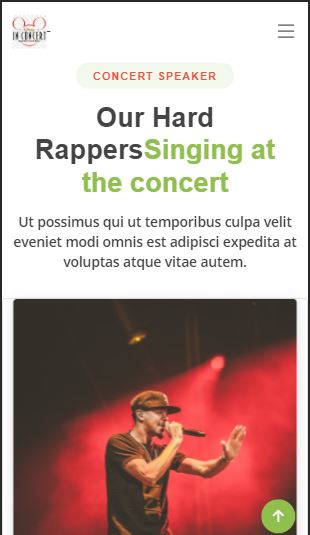 IN CONCERT
CONCERT SPEAKER
Our Hard
RappersSinging at
the concert
Ut possimus qui ut temporibus culpa velit
eveniet modi omnis est adipisci expedita at
voluptas atque vitae autem.